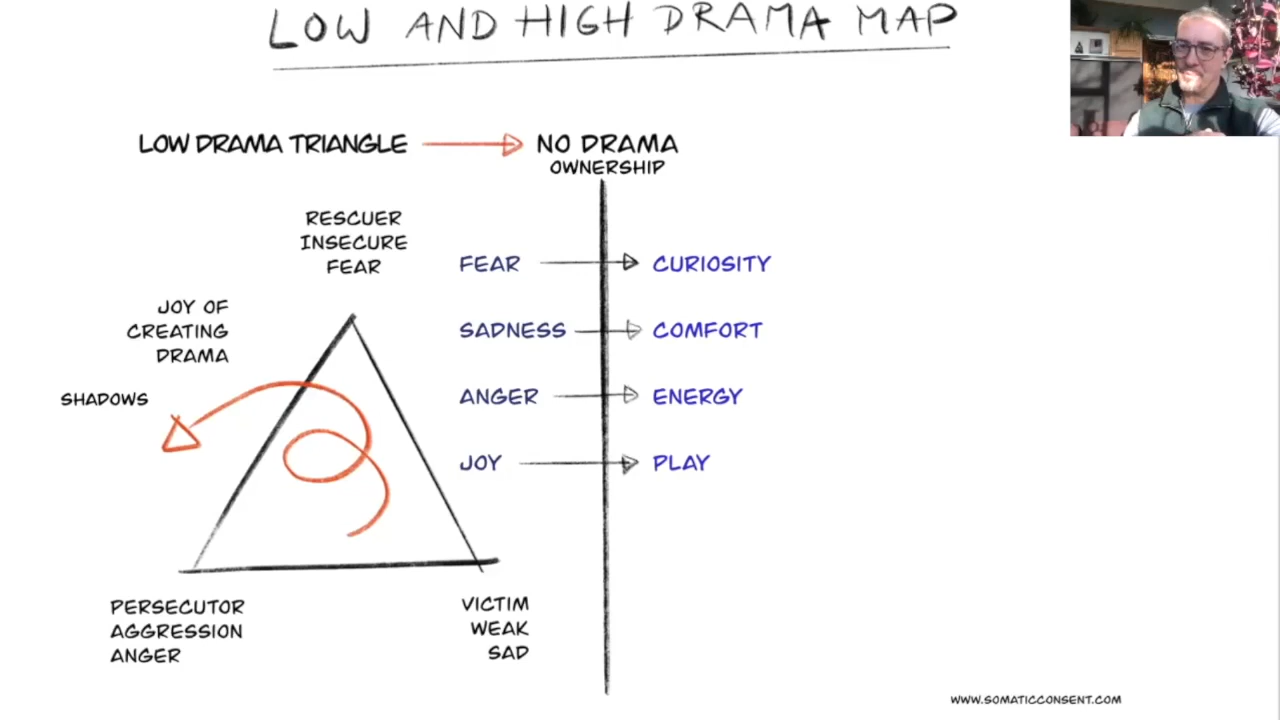 LOW AND HIGH DRAMA MAP
LOW DRAMA TRIANGLE
NO DRAMA
OWNERSHIP
RESCUER
INSECURE
FEAR
JOY OF
CREATING
DRAMA
SHADOWS
PERSECUTOR
AGGRESSION
ANGER
VICTIM
WEAK
SAD
FEAR
CURIOSITY
SADNESS
COMFORT
ANGER
ENERGY
JOY
PLAY
WWW.SOMATICCONSENT.COM